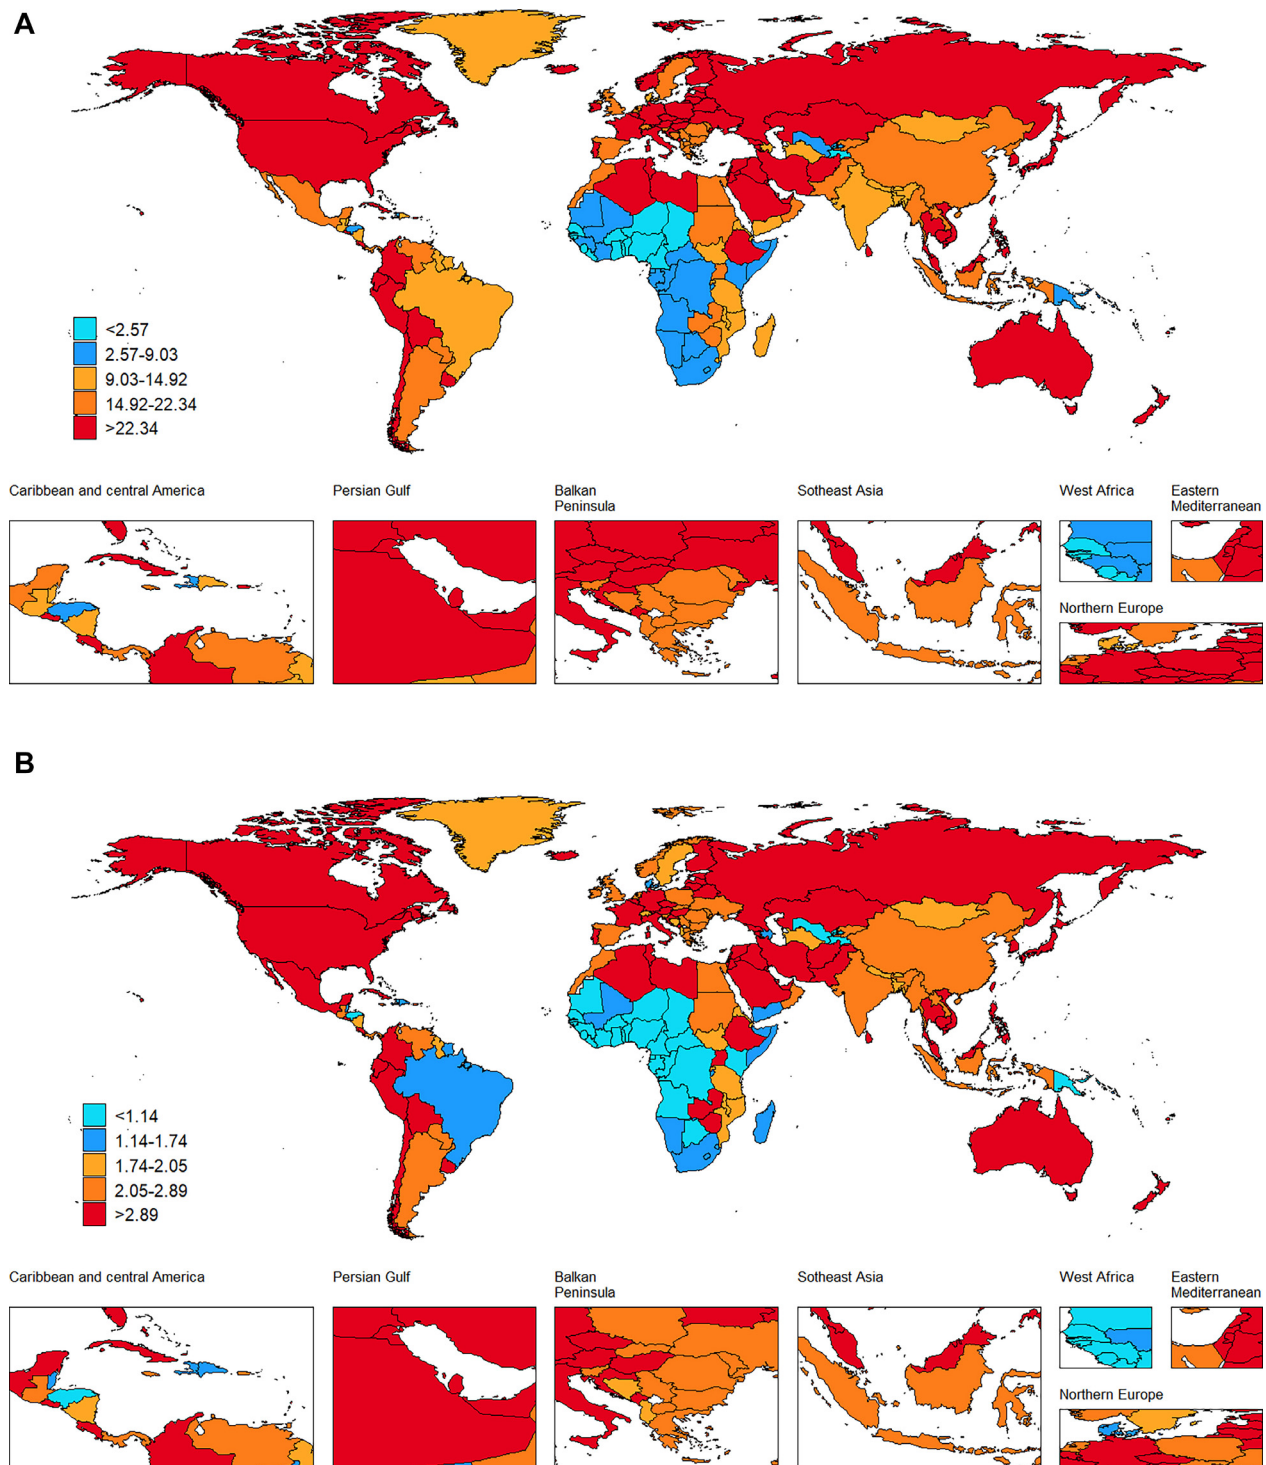 A
<2.57
2.57-9.03
9.03-14.92
14.92-22.34
>22.34
Caribbean and central America
Persian Gulf
Balkan
Peninsula
Sotheast Asia
West Africa
Eastern
Mediterranean
Northern Europe
B
<1.14
1.14-1.74
1.74-2.05
2.05-2.89
>2.89
Caribbean and central America
Persian Gulf
Balkan
Peninsula
Sotheast Asia
West Africa
Eastern
Mediterranean
Northern Europe